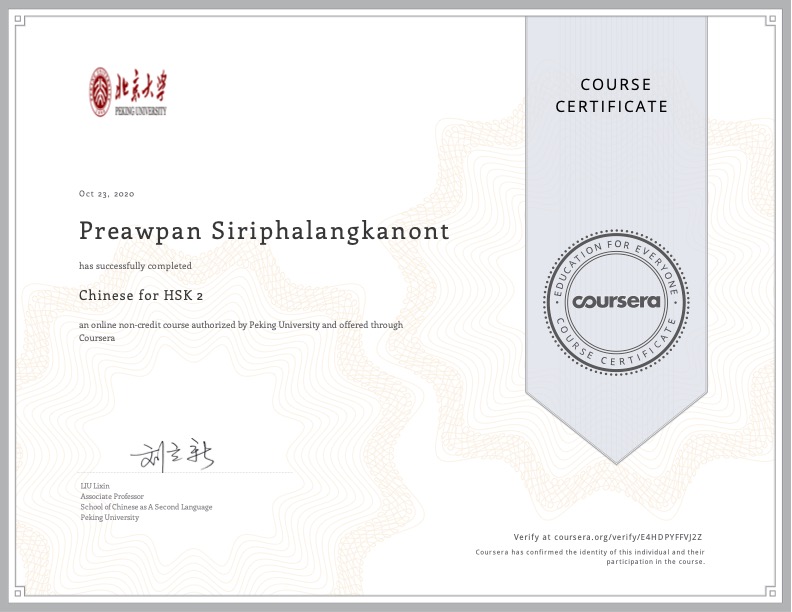 北京大学
PEKING UNIVERSITY
COURSE
CERTIFICATE
Oct 23, 2020
Preawpan Siriphalangkanont
has successfully completed
Chinese for HSK 2
an online non-credit course authorized by Peking University and offered through
Coursera
EDUCATION FOR EVERYONE
coursera
COURSE CERTIFICATE
刘立新
LIU Lixin
Associate Professor
School of Chinese as A Second Language
Peking University
Verify at coursera.org/verify/E4HDPYFFVJ2Z
Coursera has confirmed the identity of this individual and their
participation in the course.